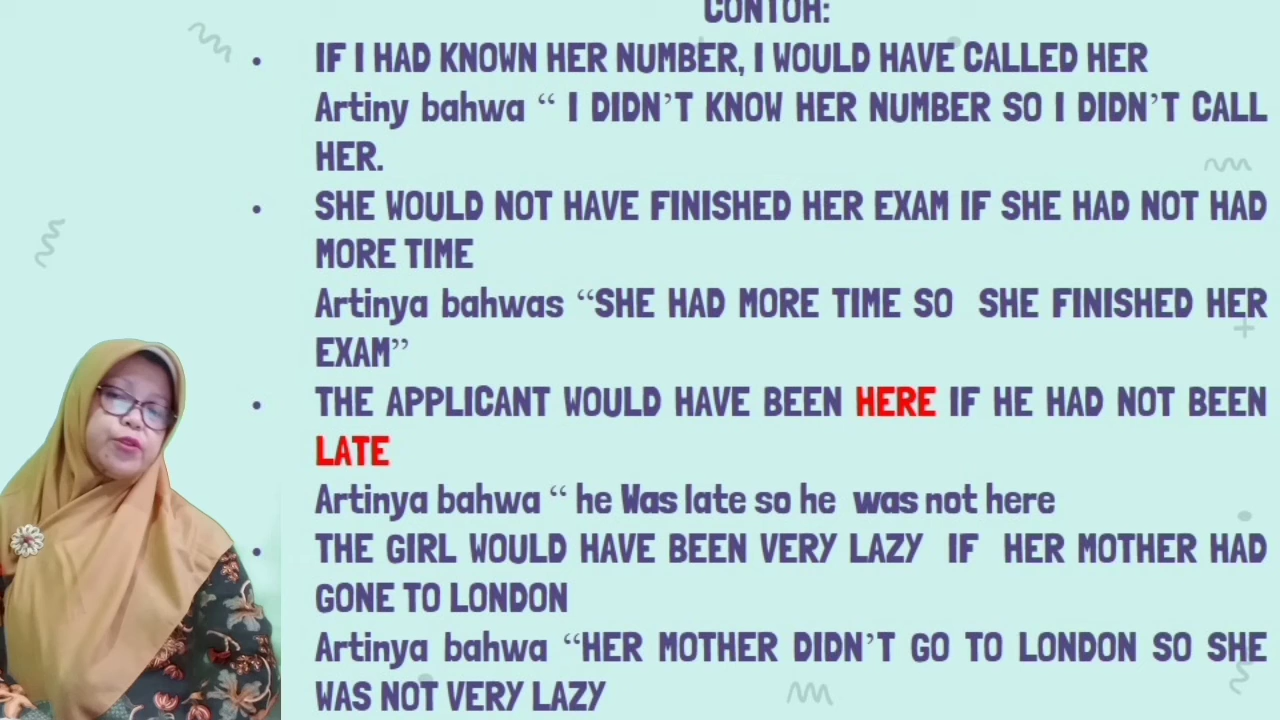 CONTOH:
• IF I HAD KNOWN HER NUMBER, I WOULD HAVE CALLED HER
Artiny bahwa “ I DIDN’T KNOW HER NUMBER SO I DIDN’T CALL
HER.
• SHE WOULD NOT HAVE FINISHED HER EXAM IF SHE HAD NOT HAD
MORE TIME
Artinya bahwas “SHE HAD MORE TIME SO SHE FINISHED HER
EXAM”
• THE APPLICANT WOULD HAVE BEEN HERE IF HE HAD NOT BEEN
LATE
Artinya bahwa “ he Was late so he was not here
• THE GIRL WOULD HAVE BEEN VERY LAZY IF HER MOTHER HAD
GONE TO LONDON
Artinya bahwa “HER MOTHER DIDN’T GO TO LONDON SO SHE
WAS NOT VERY LAZY